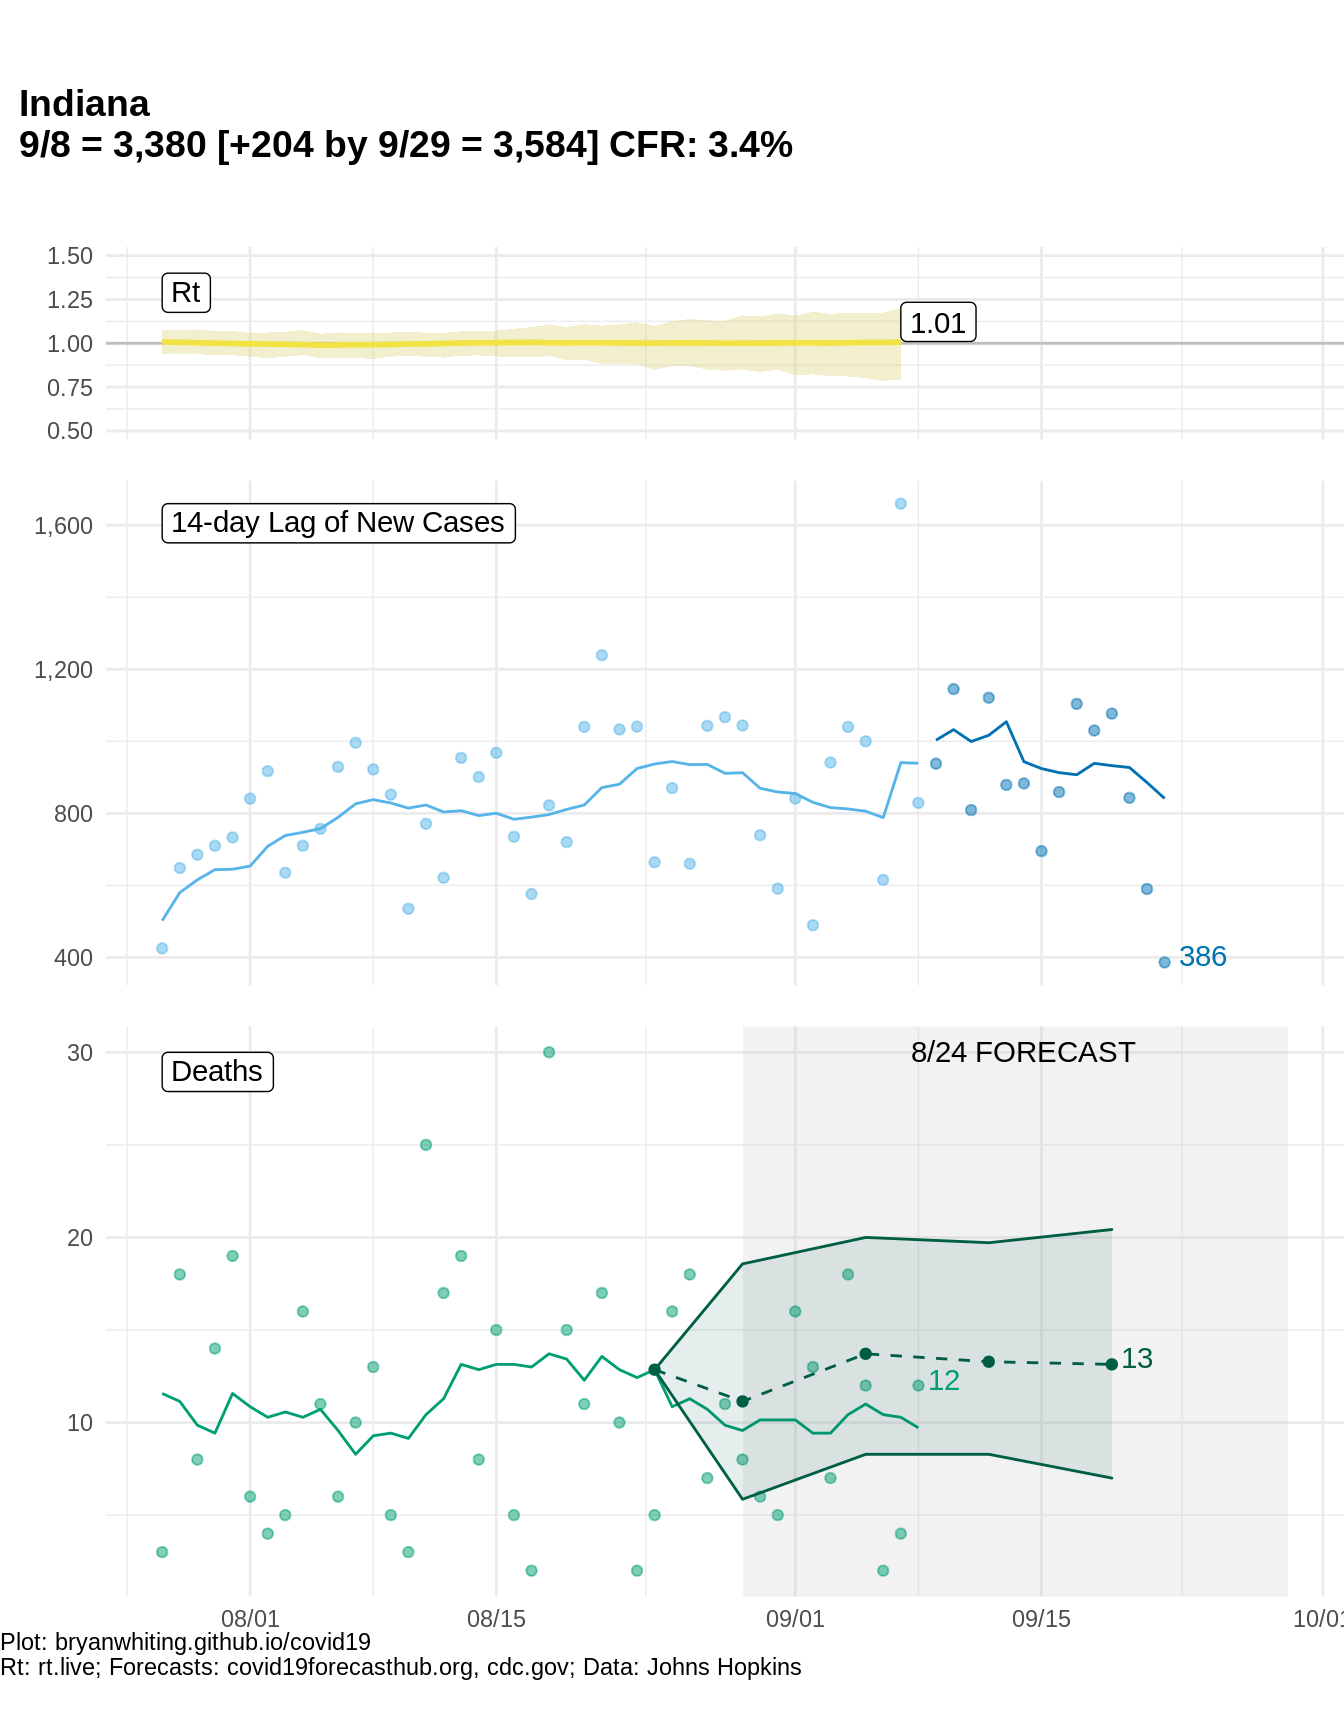 Indiana
9/8 = 3,380 [+204 by 9/29 = 3,584] CFR: 3.4%
1.50
1.25
1.00
0.75
0.50
Rt
1.01
1,600
1,200
800
400
14-day Lag of New Cases
386
30
20
10
Deaths
8/24 FORECAST
13
12
08/01 08/15 09/01 09/15 10/01
Plot: bryanwhiting.github.io/covid19
Rt: rt.live; Forecasts: covid19forecasthub.org, cdc.gov; Data: Johns Hopkins